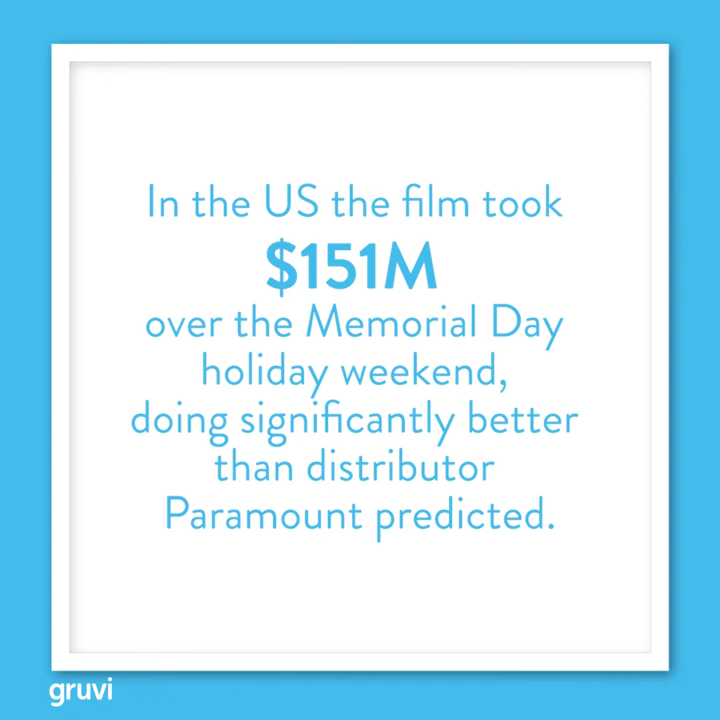 In the US the film took
$151M
over the Memorial Day
holiday weekend,
doing significantly better
than distributor
Paramount predicted.
gruvi